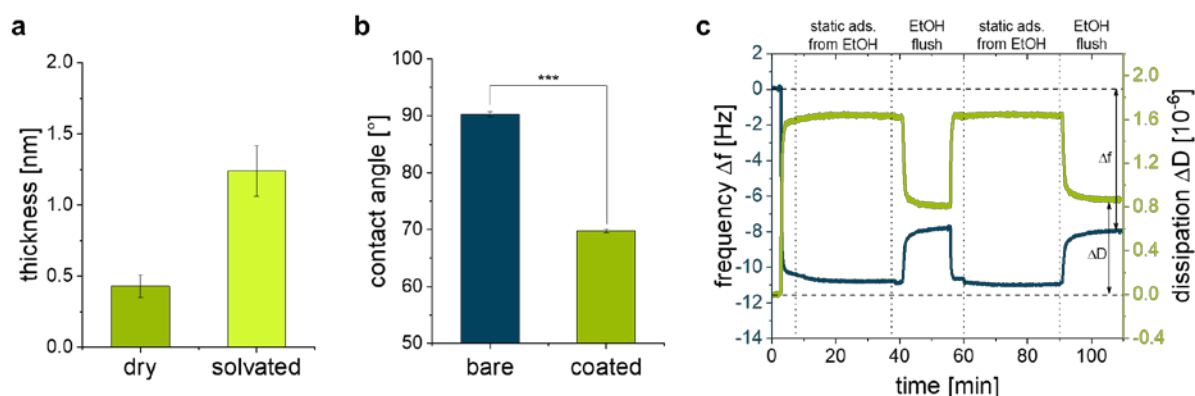 a
thickness [nm]
2.0
1.5
1.0
0.5
0.0
dry
solvated
b
contact angle [°]
100
90
80
70
60
50
***
bare
coated
c
static ads.
from EtOH
EtOH
flush
static ads.
from EtOH
EtOH
flush
frequency Δf [Hz]
2
0
-2
-4
-6
-8
-10
-12
-14
0
20
40
60
80
100
time [min]
Δf
ΔD
2.0
1.6
1.2
0.8
0.4
0.0
-0.4
dissipation ΔD [10-6]